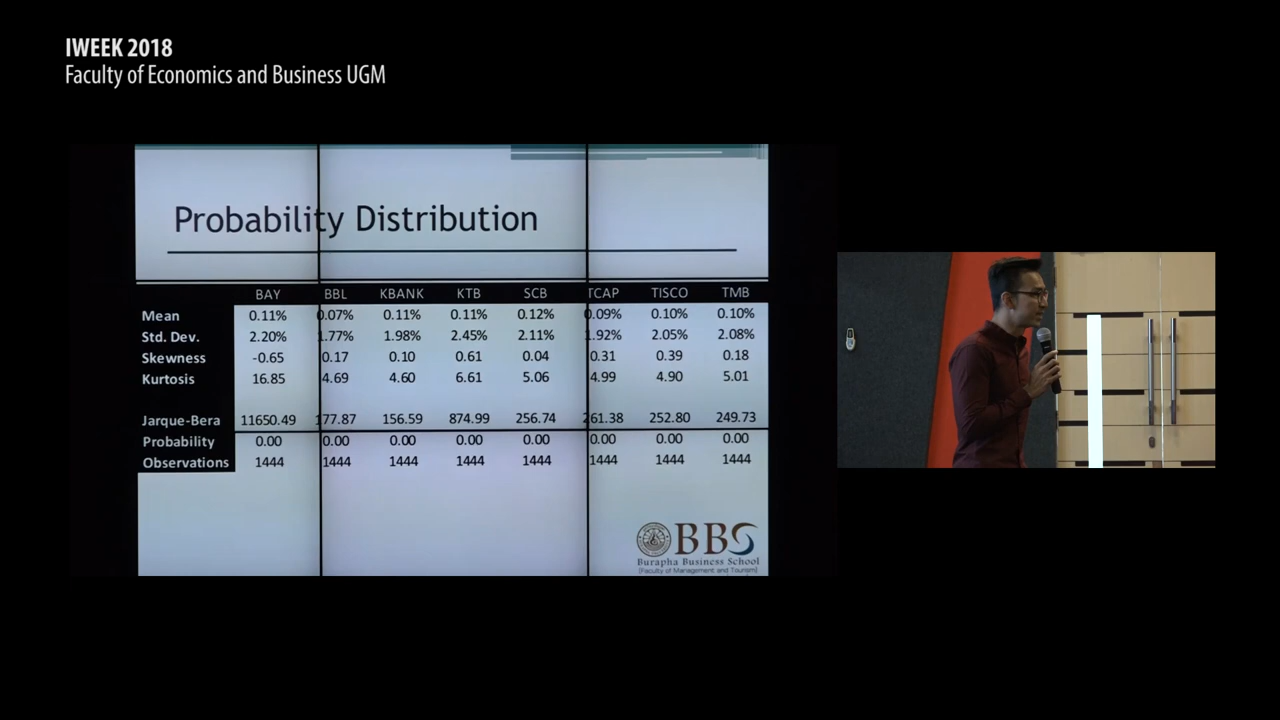 IWEEK 2018
Faculty of Economics and Business UGM
Probability Distribution
BAY BBL KBANK KTB SCB TCAP TISCO TMB
Mean 0.11% 0.07% 0.11% 0.11% 0.12% 0.09% 0.10% 0.10%
Std. Dev. 2.20% 1.77% 1.98% 2.45% 2.11% 1.92% 2.05% 2.08%
Skewness -0.65 0.17 0.10 0.61 0.04 0.31 0.39 0.18
Kurtosis 16.85 4.69 4.60 6.61 5.06 4.99 4.90 5.01
Jarque-Bera 11650.49 177.87 156.59 874.99 256.74 261.38 252.80 249.73
Probability 0.00 0.00 0.00 0.00 0.00 0.00 0.00 0.00
Observations 1444 1444 1444 1444 1444 1444 1444 1444
BBS
Burapha Business School
(Faculty of Management and Tourism)